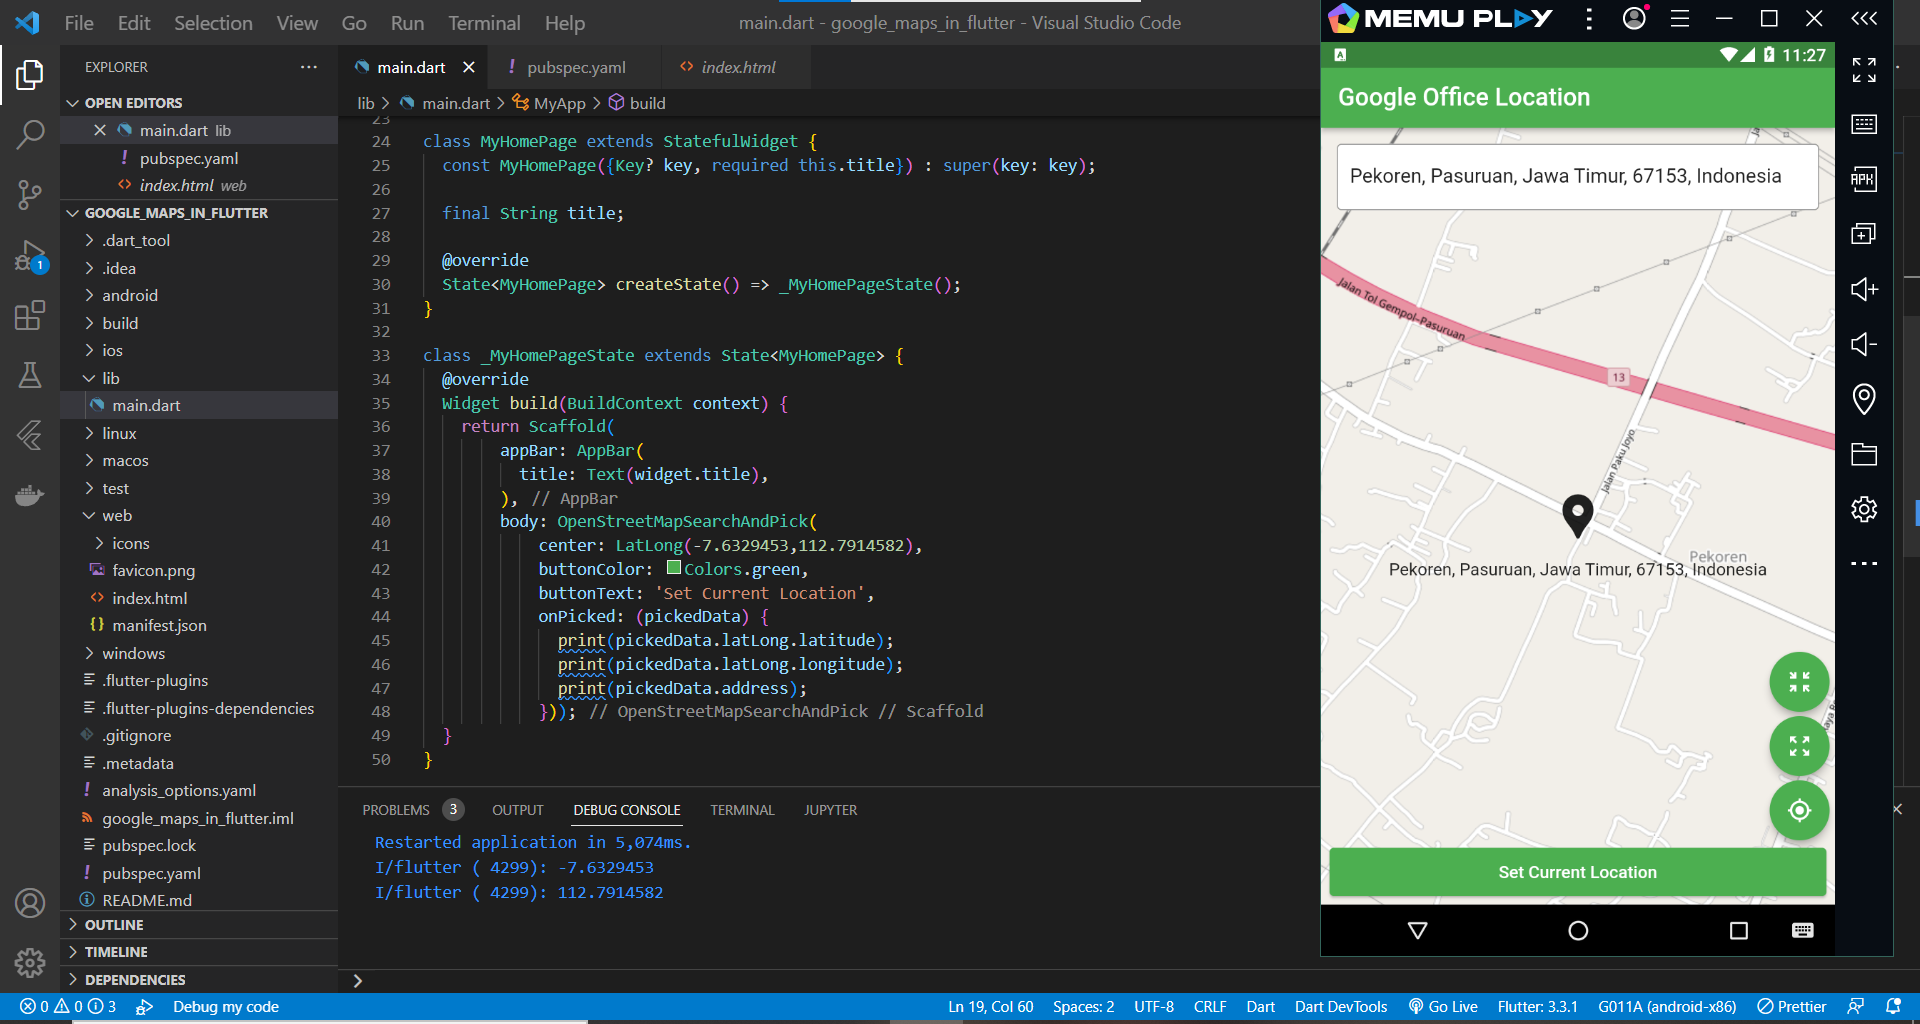 File Edit Selection View Go Run Terminal Help
main.dart - google_maps_in_flutter - Visual Studio Code
EXPLORER
OPEN EDITORS
main.dart lib
pubspec.yaml
index.html web
GOOGLE_MAPS_IN_FLUTTER
.dart_tool
.idea
android
build
ios
lib
main.dart
linux
macos
test
web
icons
favicon.png
index.html
manifest.json
windows
.flutter-plugins
.flutter-plugins-dependencies
.gitignore
.metadata
analysis_options.yaml
google_maps_in_flutter.iml
pubspec.lock
pubspec.yaml
README.md
OUTLINE
TIMELINE
DEPENDENCIES
1
main.dart pubspec.yaml index.html
lib > main.dart > MyApp > build
23
24 class MyHomePage extends StatefulWidget {
25 const MyHomePage({Key? key, required this.title}) : super(key: key);
26
27 final String title;
28
29 @override
30 State<MyHomePage> createState() => _MyHomePageState();
31 }
32
33 class _MyHomePageState extends State<MyHomePage> {
34 @override
35 Widget build(BuildContext context) {
36 return Scaffold(
37 appBar: AppBar(
38 title: Text(widget.title),
39 ), // AppBar
40 body: OpenStreetMapSearchAndPick(
41 center: LatLong(-7.6329453,112.7914582),
42 buttonColor: Colors.green,
43 buttonText: 'Set Current Location',
44 onPicked: (pickedData) {
45 print(pickedData.latLong.latitude);
46 print(pickedData.latLong.longitude);
47 print(pickedData.address);
48 })); // OpenStreetMapSearchAndPick // Scaffold
49 }
50 }
PROBLEMS 3 OUTPUT DEBUG CONSOLE TERMINAL JUPYTER
Restarted application in 5,074ms.
I/flutter ( 4299): -7.6329453
I/flutter ( 4299): 112.7914582
MEMU PLAY
11:27
Google Office Location
Pekoren, Pasuruan, Jawa Timur, 67153, Indonesia
Jalan Tol Gempol-Pasuruan
13
Jalan Paku Joyo
Pekoren
Pekoren, Pasuruan, Jawa Timur, 67153, Indonesia
Set Current Location
APK
0 0 3 Debug my code
Ln 19, Col 60 Spaces: 2 UTF-8 CRLF Dart Dart DevTools Go Live Flutter: 3.3.1 G011A (android-x86) Prettier